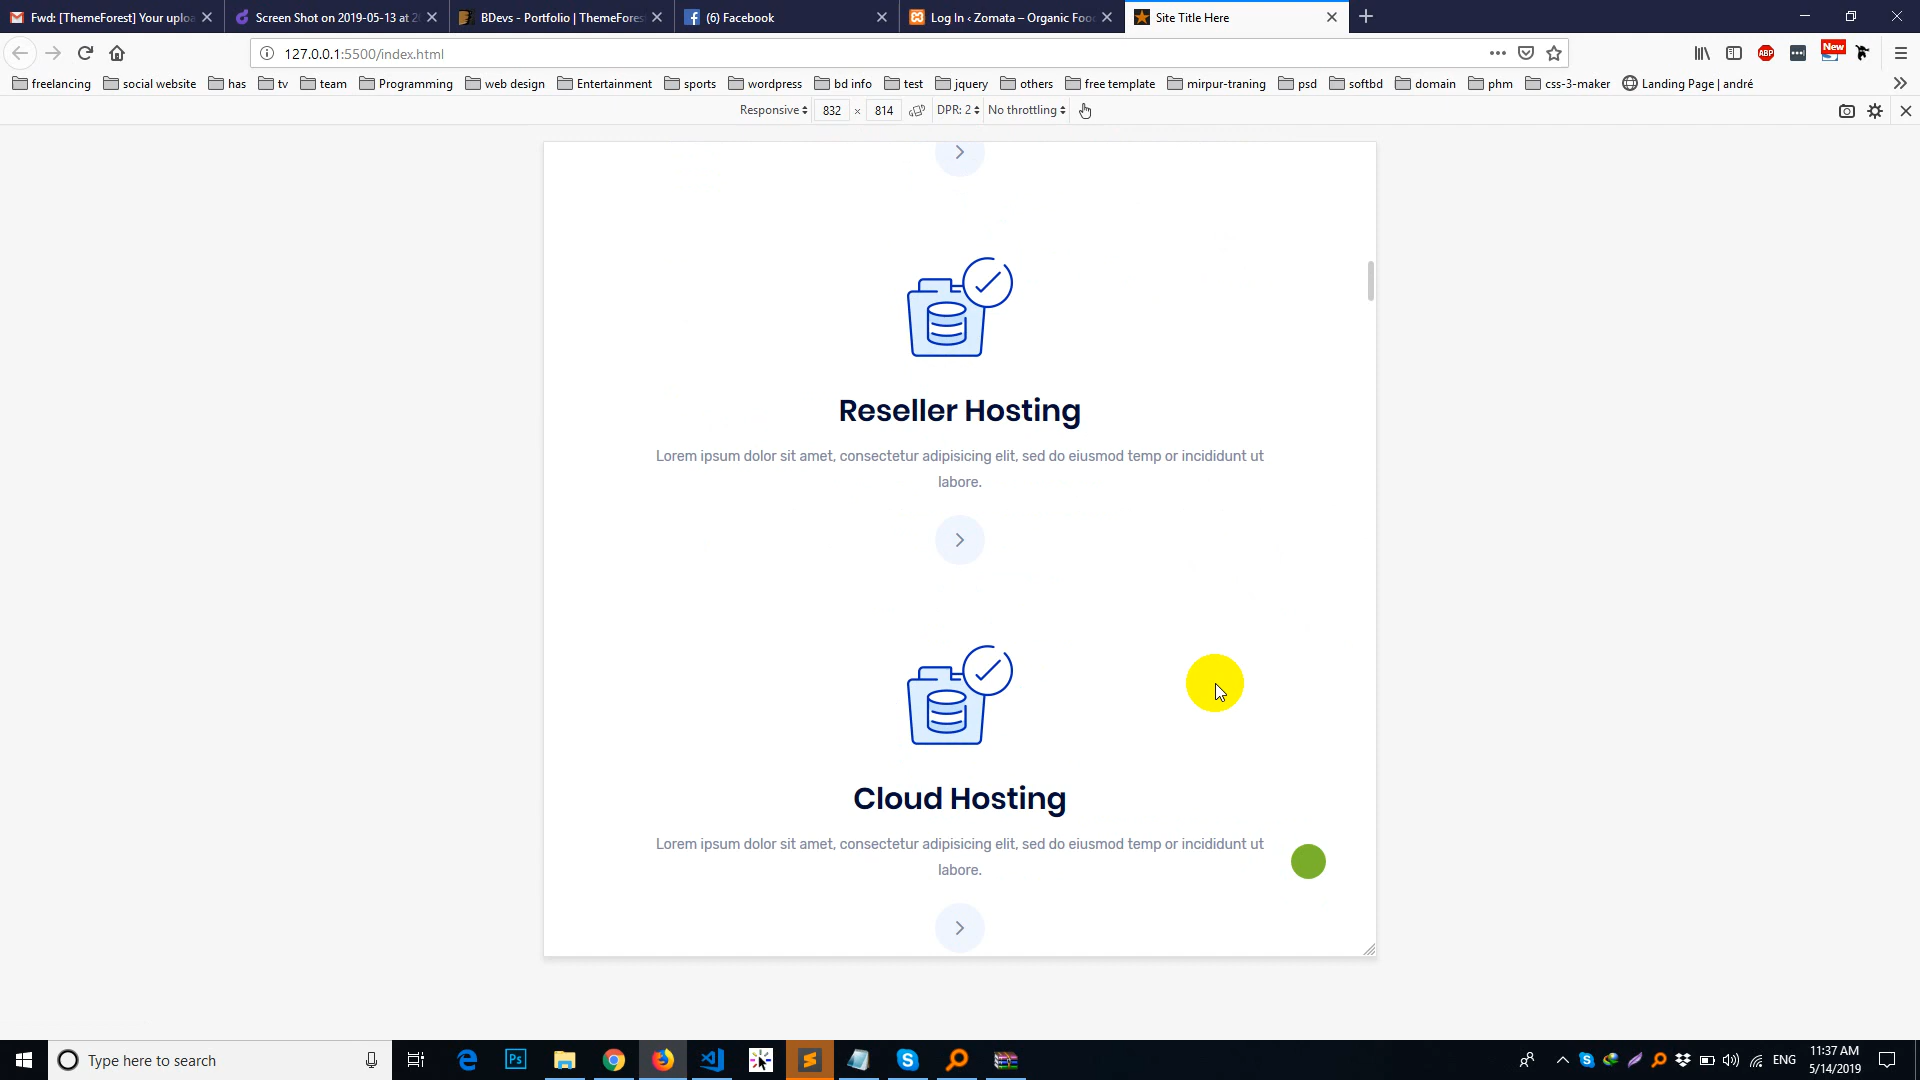 Fwd: [ThemeForest] Your uploa
Screen Shot on 2019-05-13 at 2
BDevs - Portfolio | ThemeFores
(6) Facebook
Log In ‹ Zomata – Organic Foo
Site Title Here
127.0.0.1:5500/index.html
New
freelancing
social website
has
tv
team
Programming
web design
Entertainment
sports
wordpress
bd info
test
jquery
others
free template
mirpur-traning
psd
softbd
domain
phm
css-3-maker
Landing Page | andré
Responsive
832 × 814
DPR: 2
No throttling
Reseller Hosting
Lorem ipsum dolor sit amet, consectetur adipisicing elit, sed do eiusmod temp or incididunt ut
labore.
Cloud Hosting
Lorem ipsum dolor sit amet, consectetur adipisicing elit, sed do eiusmod temp or incididunt ut
labore.
Type here to search
Ps
ENG
11:37 AM
5/14/2019